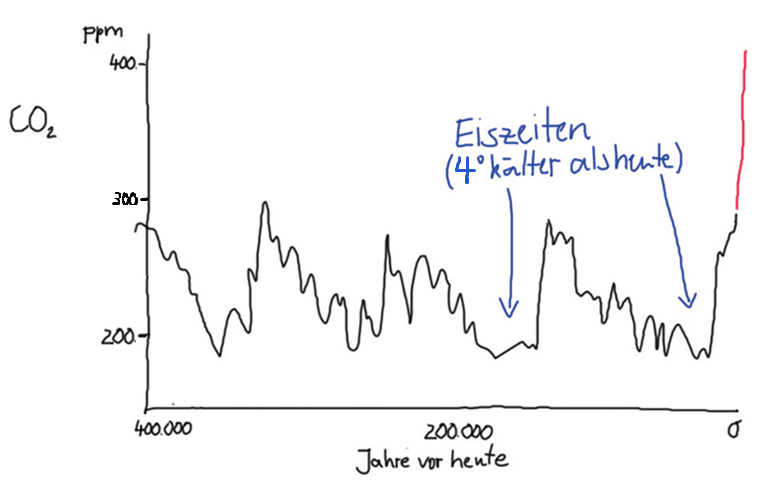 ppm
400
CO₂
Eiszeiten
(4° kälter als heute)
300
200
400.000
200.000
0
Jahre vor heute